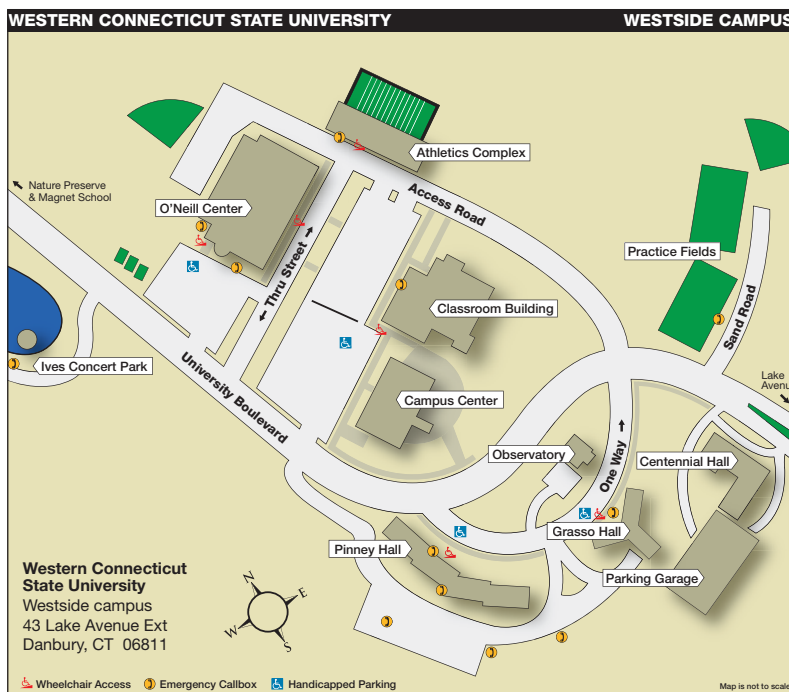 WESTERN CONNECTICUT STATE UNIVERSITY
WESTSIDE CAMPUS
Athletics Complex
Nature Preserve
& Magnet School
O'Neill Center
Access Road
Practice Fields
Thru Street
Classroom Building
Sand Road
Ives Concert Park
University Boulevard
Campus Center
Lake
Avenu
Observatory
One Way
Centennial Hall
Grasso Hall
Pinney Hall
Parking Garage
Western Connecticut
State University
Westside campus
43 Lake Avenue Ext
Danbury, CT 06811
N
E
W
S
Wheelchair Access
Emergency Callbox
Handicapped Parking
Map is not to scale